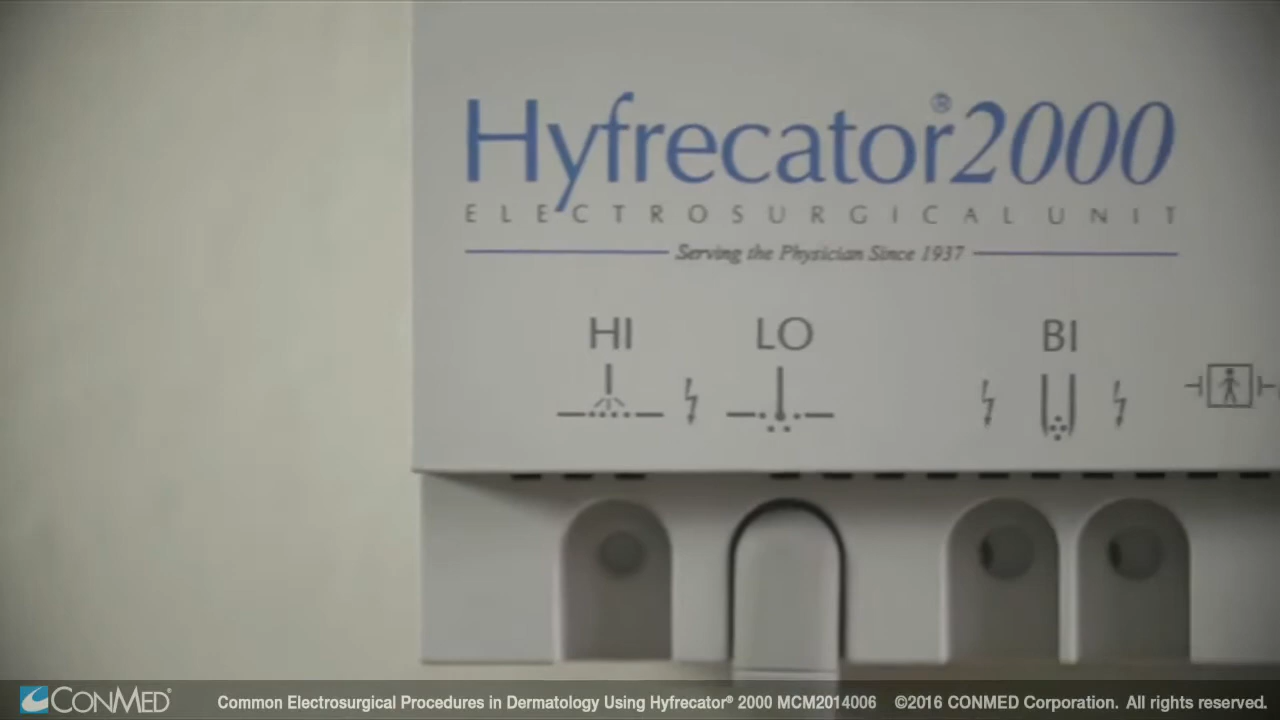 Hyfrecator®2000
ELECTROSURGICAL UNIT
Serving the Physician Since 1937
HI LO BI
CONMED® Common Electrosurgical Procedures in Dermatology Using Hyfrecator® 2000 MCM2014006 ©2016 CONMED Corporation. All rights reserved.